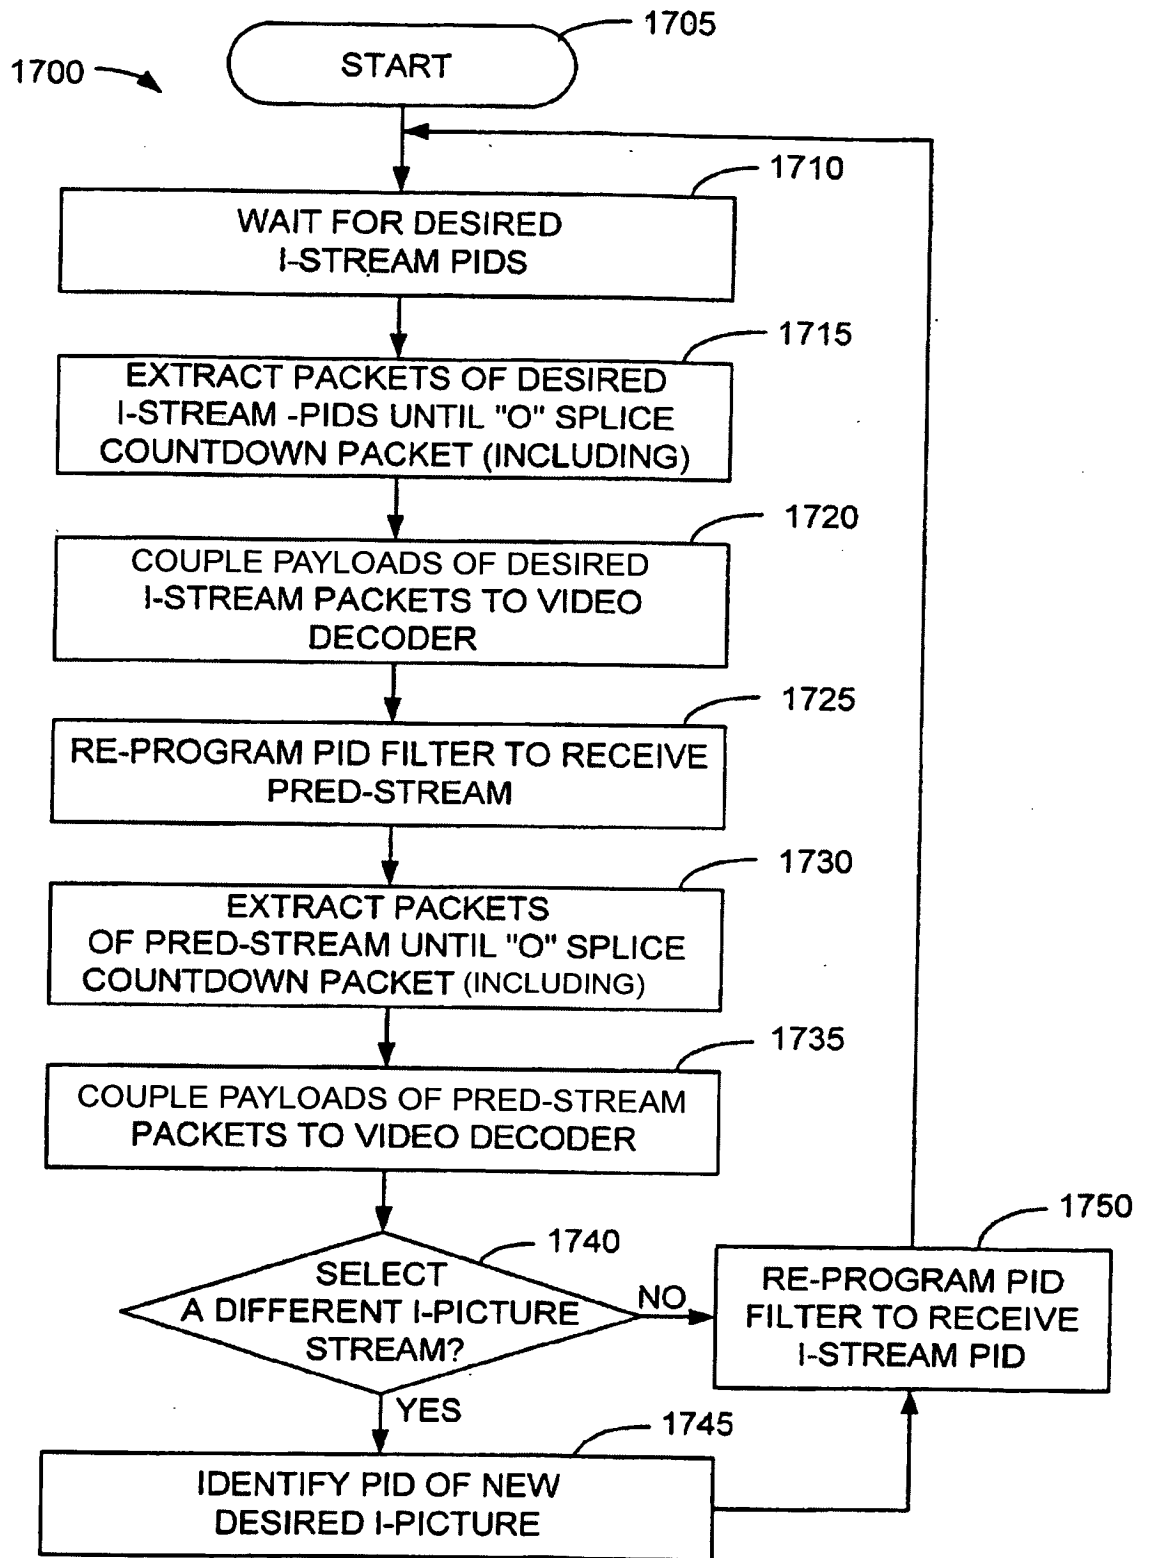 1705
START
1700
1710
WAIT FOR DESIRED
I-STREAM PIDS
1715
EXTRACT PACKETS OF DESIRED
I-STREAM -PIDS UNTIL "O" SPLICE
COUNTDOWN PACKET (INCLUDING)
1720
COUPLE PAYLOADS OF DESIRED
I-STREAM PACKETS TO VIDEO
DECODER
1725
RE-PROGRAM PID FILTER TO RECEIVE
PRED-STREAM
1730
EXTRACT PACKETS
OF PRED-STREAM UNTIL "O" SPLICE
COUNTDOWN PACKET (INCLUDING)
1735
COUPLE PAYLOADS OF PRED-STREAM
PACKETS TO VIDEO DECODER
1740
SELECT
A DIFFERENT I-PICTURE
STREAM?
NO
1750
RE-PROGRAM PID
FILTER TO RECEIVE
I-STREAM PID
YES
1745
IDENTIFY PID OF NEW
DESIRED I-PICTURE